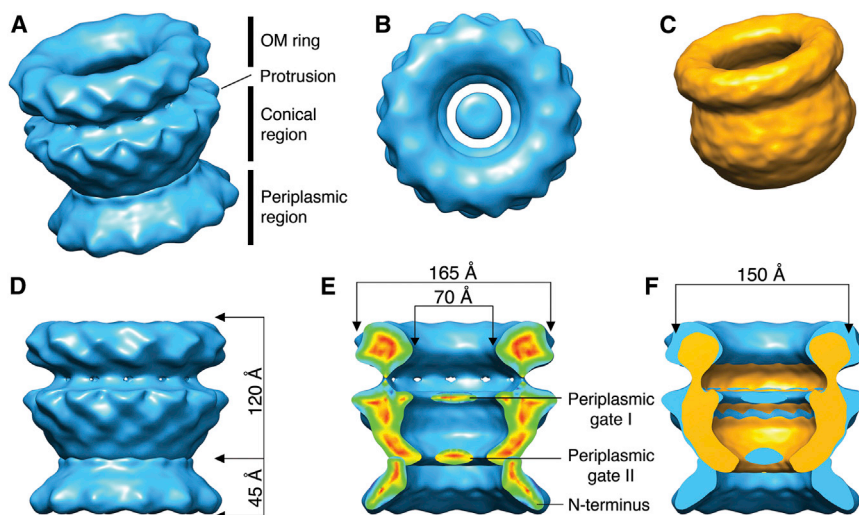 A
OM ring
Protrusion
Conical
region
Periplasmic
region
B
C
D
120 Å
45 Å
E
165 Å
70 Å
Periplasmic
gate I
Periplasmic
gate II
N-terminus
F
150 Å